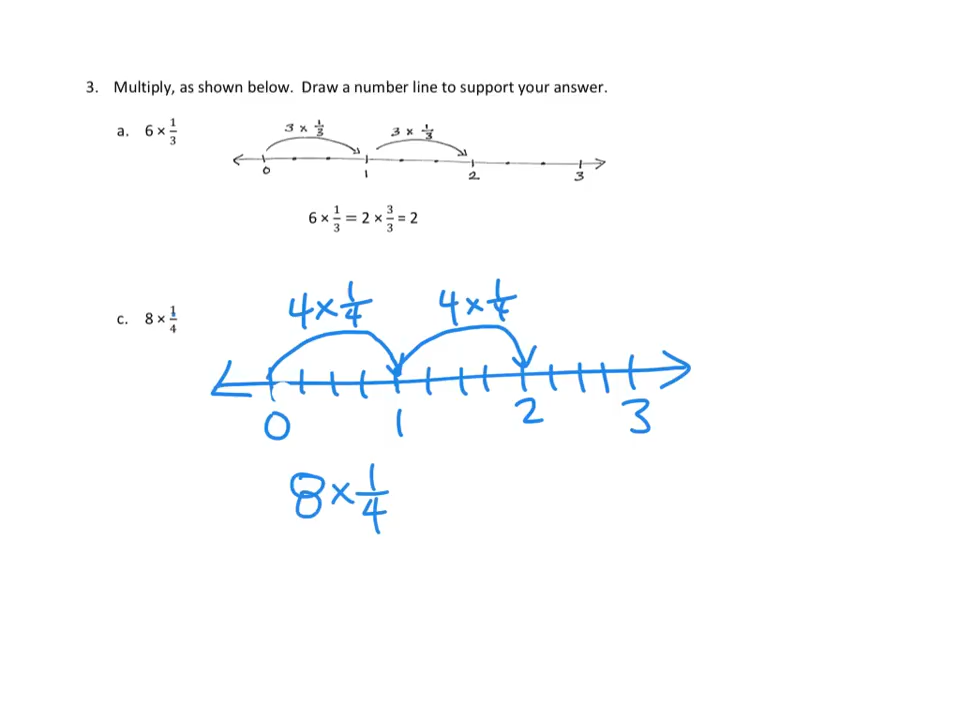 3. Multiply, as shown below. Draw a number line to support your answer.
a. 6 × 1/3
3 × 1/3 3 × 1/3
0 1 2 3
6 × 1/3 = 2 × 3/3 = 2
c. 8 × 1/4
4 × 1/4 4 × 1/4
0 1 2 3
8 × 1/4